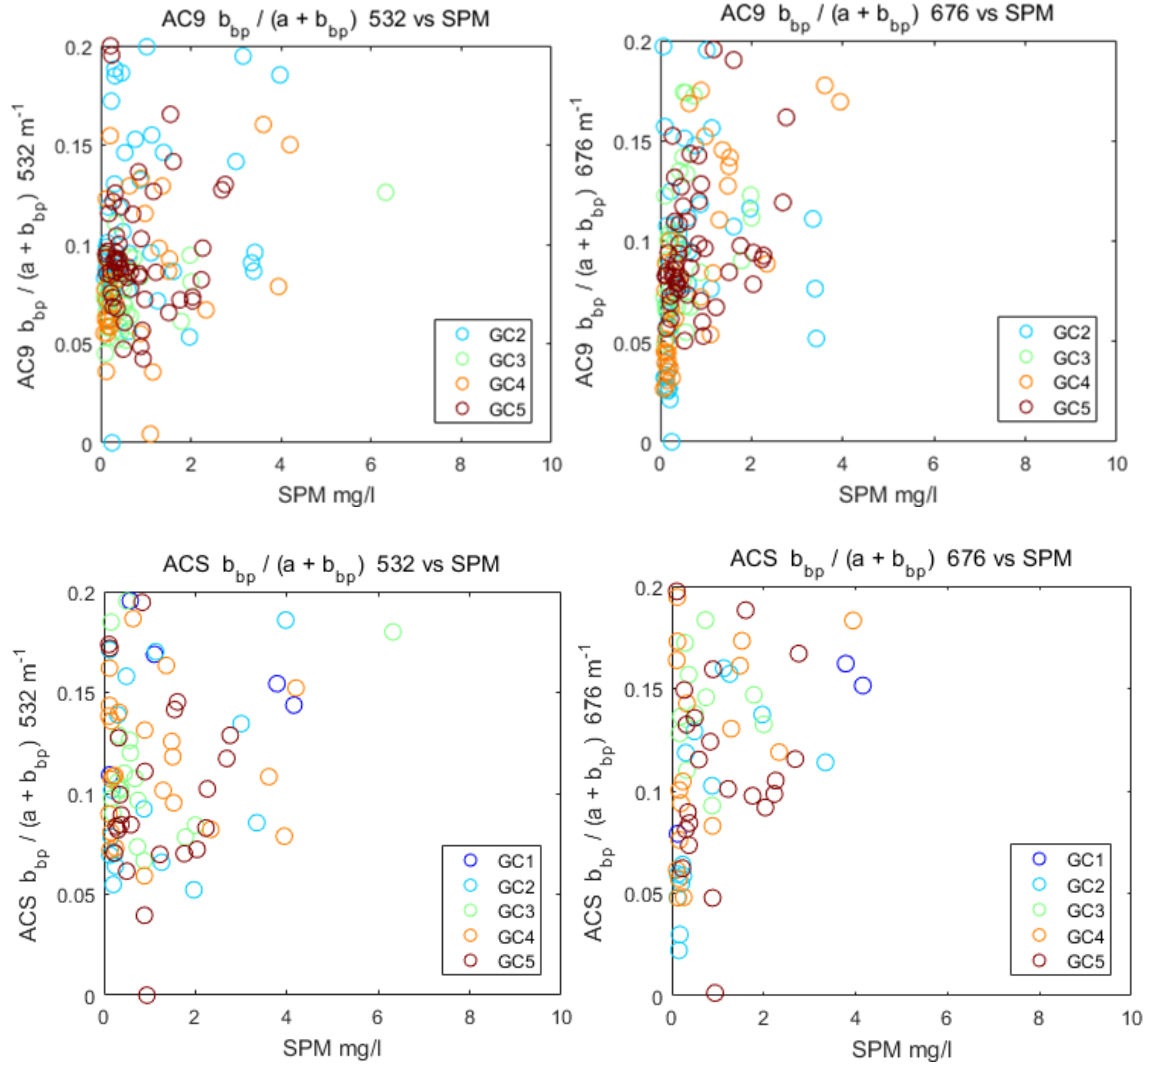 AC9 b_bp / (a + b_bp) 532 vs SPM
AC9 b_bp / (a + b_bp) 532 m^-1
0.2
0.15
0.1
0.05
0
0 2 4 6 8 10
SPM mg/l
GC2
GC3
GC4
GC5
AC9 b_bp / (a + b_bp) 676 vs SPM
AC9 b_bp / (a + b_bp) 676 m^-1
0.2
0.15
0.1
0.05
0
0 2 4 6 8 10
SPM mg/l
GC2
GC3
GC4
GC5
ACS b_bp / (a + b_bp) 532 vs SPM
ACS b_bp / (a + b_bp) 532 m^-1
0.2
0.15
0.1
0.05
0
0 2 4 6 8 10
SPM mg/l
GC1
GC2
GC3
GC4
GC5
ACS b_bp / (a + b_bp) 676 vs SPM
ACS b_bp / (a + b_bp) 676 m^-1
0.2
0.15
0.1
0.05
0
0 2 4 6 8 10
SPM mg/l
GC1
GC2
GC3
GC4
GC5